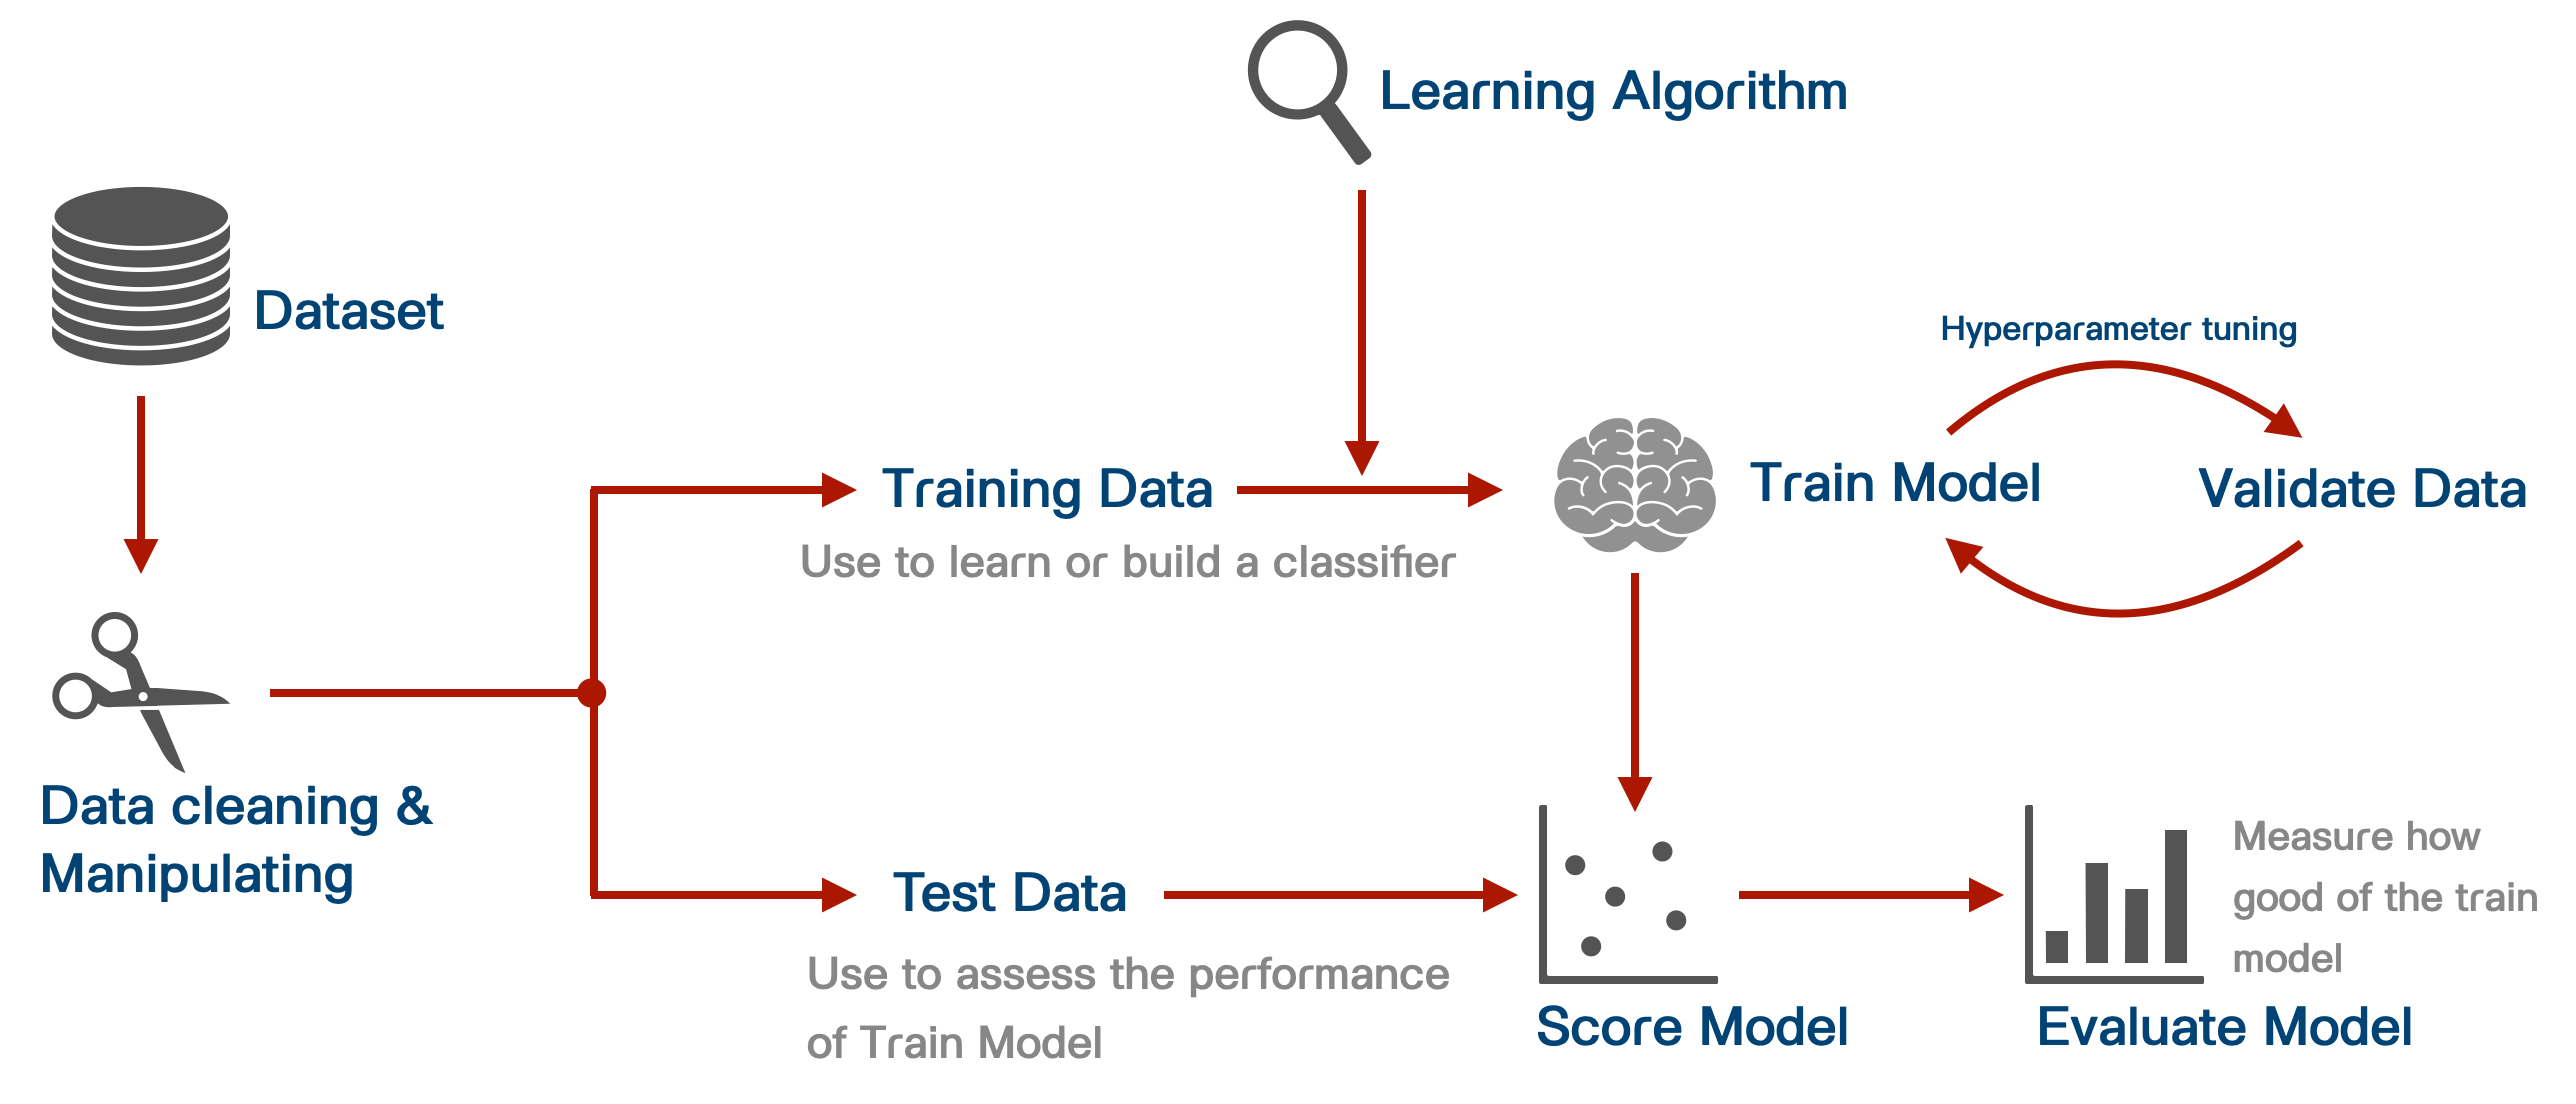 Learning Algorithm
Dataset
Hyperparameter tuning
Training Data
Use to learn or build a classifier
Train Model
Validate Data
Data cleaning &
Manipulating
Test Data
Use to assess the performance
of Train Model
Score Model
Measure how
good of the train
model
Evaluate Model